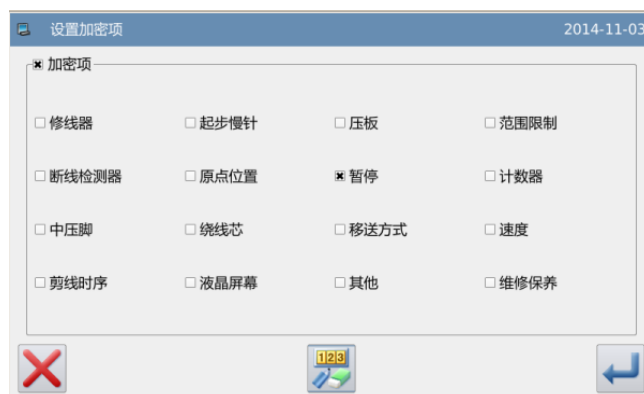 设置加密项 2014-11-03
加密项
修线器 起步慢针 压板 范围限制
断线检测器 原点位置 暂停 计数器
中压脚 绕线芯 移送方式 速度
剪线时序 液晶屏幕 其他 维修保养
123